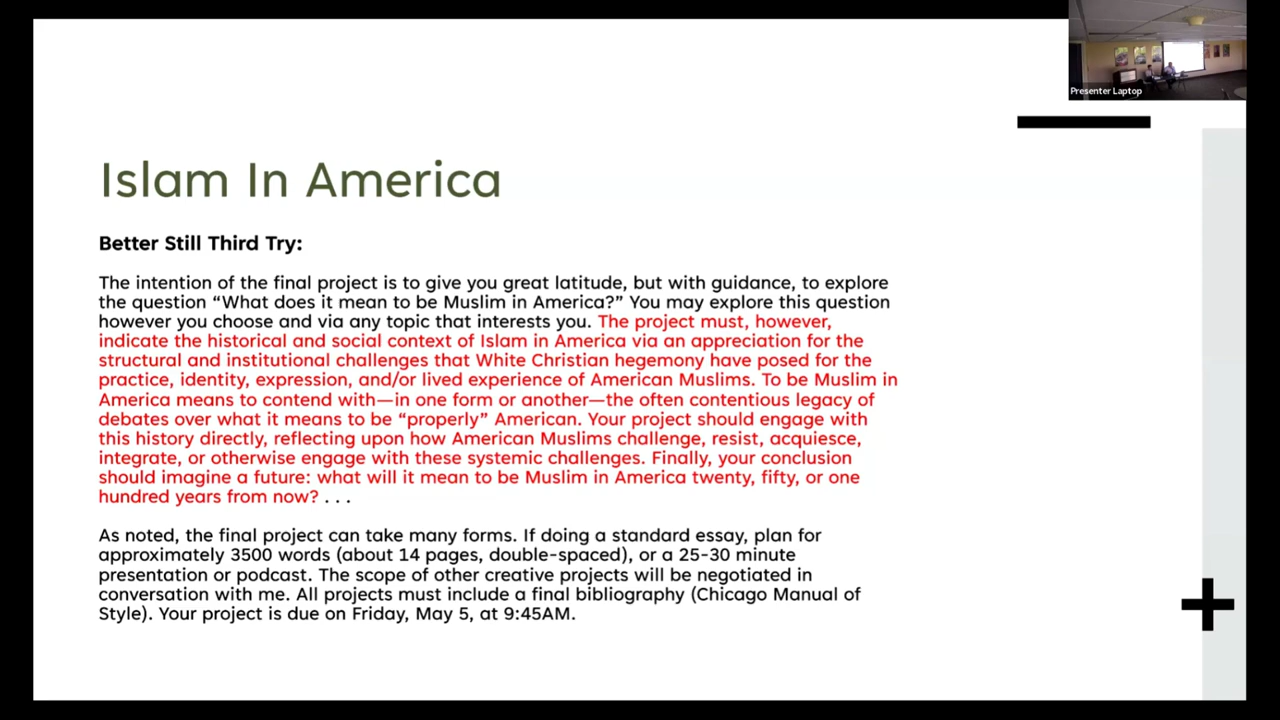 Presenter Laptop
Islam In America
Better Still Third Try:
The intention of the final project is to give you great latitude, but with guidance, to explore
the question “What does it mean to be Muslim in America?” You may explore this question
however you choose and via any topic that interests you. The project must, however,
indicate the historical and social context of Islam in America via an appreciation for the
structural and institutional challenges that White Christian hegemony have posed for the
practice, identity, expression, and/or lived experience of American Muslims. To be Muslim in
America means to contend with—in one form or another—the often contentious legacy of
debates over what it means to be “properly” American. Your project should engage with
this history directly, reflecting upon how American Muslims challenge, resist, acquiesce,
integrate, or otherwise engage with these systemic challenges. Finally, your conclusion
should imagine a future: what will it mean to be Muslim in America twenty, fifty, or one
hundred years from now? . . .
As noted, the final project can take many forms. If doing a standard essay, plan for
approximately 3500 words (about 14 pages, double-spaced), or a 25-30 minute
presentation or podcast. The scope of other creative projects will be negotiated in
conversation with me. All projects must include a final bibliography (Chicago Manual of
Style). Your project is due on Friday, May 5, at 9:45AM.